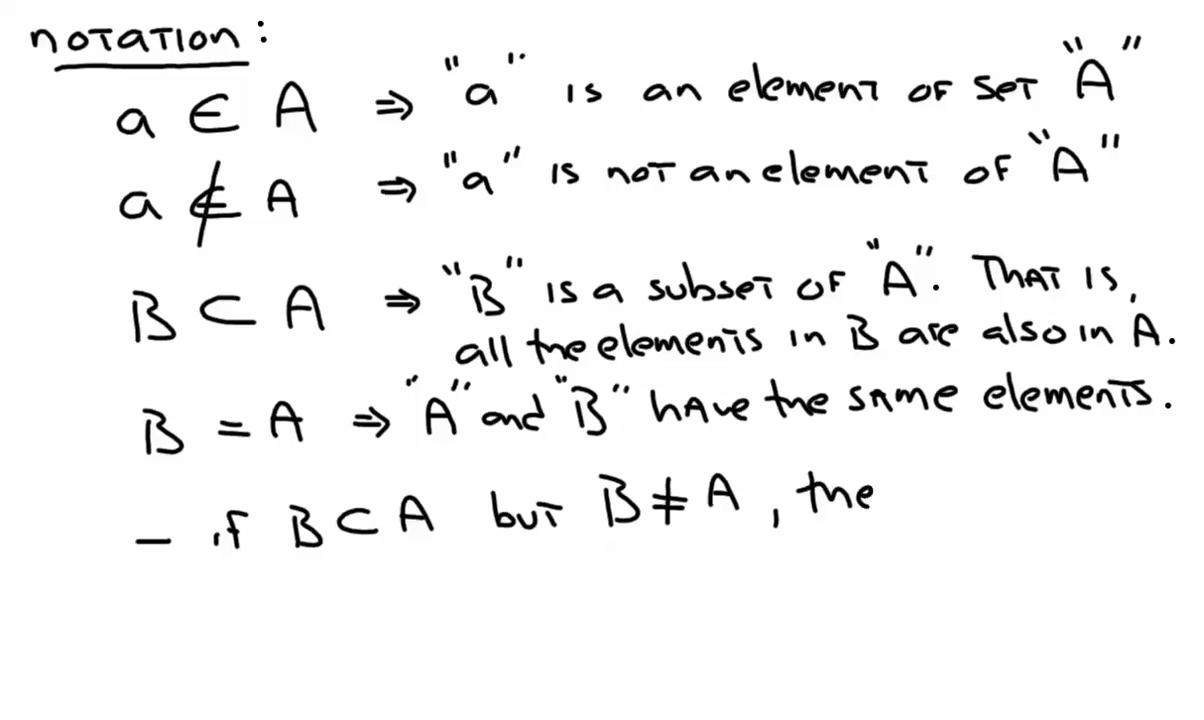 notation:
a ∈ A ⇒ "a" is an element of set "A"
a ∉ A ⇒ "a" is not an element of "A"
B ⊂ A ⇒ "B" is a subset of "A". That is,
all the elements in B are also in A.
B = A ⇒ "A" and "B" have the same elements.
– if B ⊂ A but B ≠ A, the